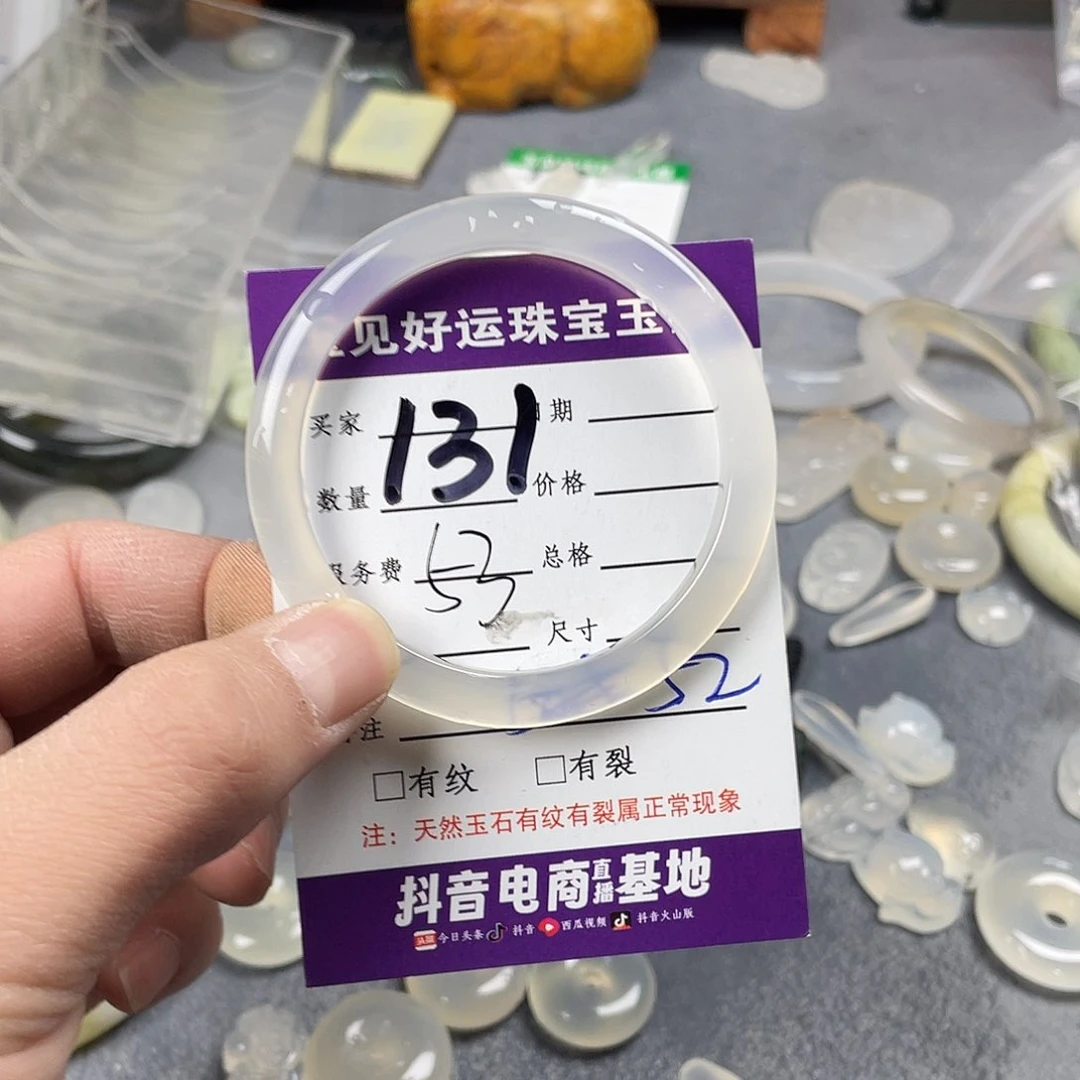 见好运珠宝玉
买家 131 期
数量 价格
务费 53 总格
尺寸
52
注
□有纹 □有裂
注：天然玉石有纹有裂属正常现象
抖音电商直播基地
头条 今日头条 抖音 西瓜视频 抖音火山版